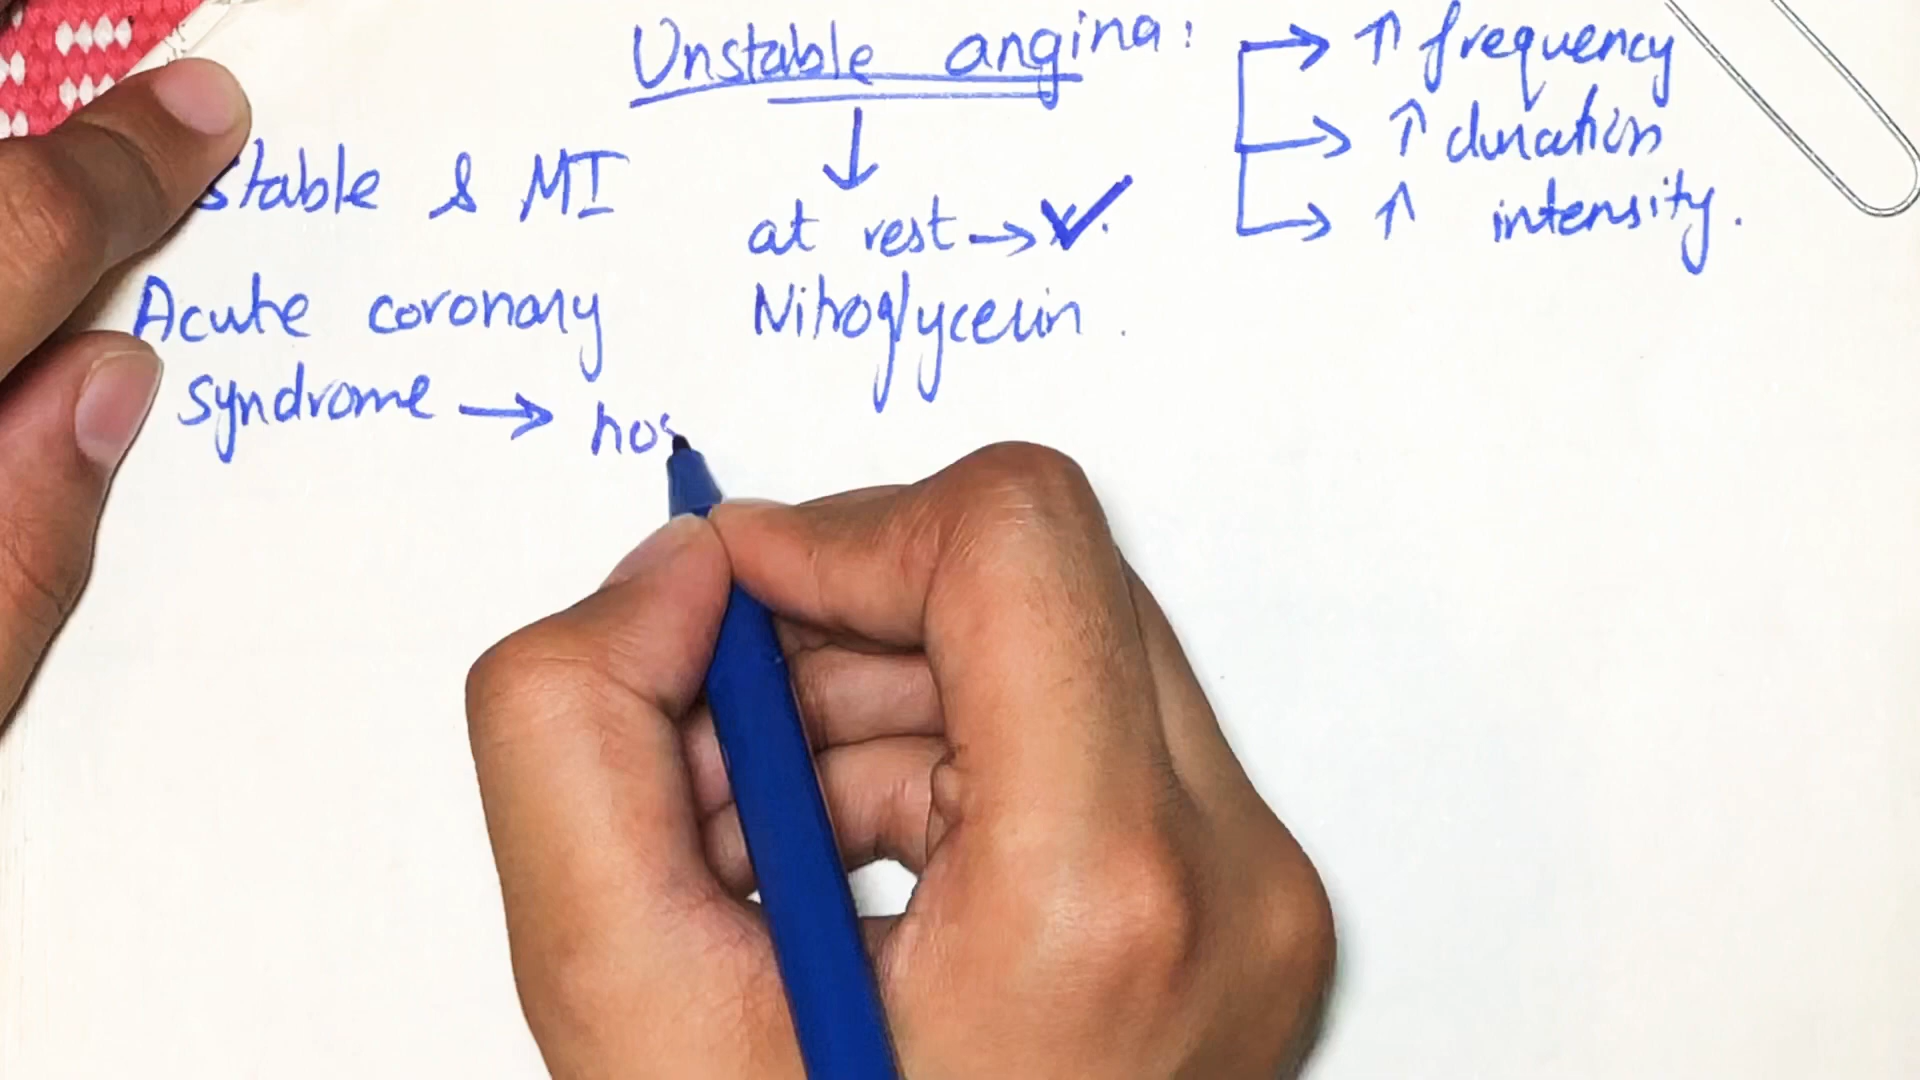 Unstable angina:
→ ↑ frequency
→ ↑ duration
→ ↑ intensity.
↓
at rest → ✓.
Nitroglycerin.
Stable & MI
Acute coronary
syndrome → hos